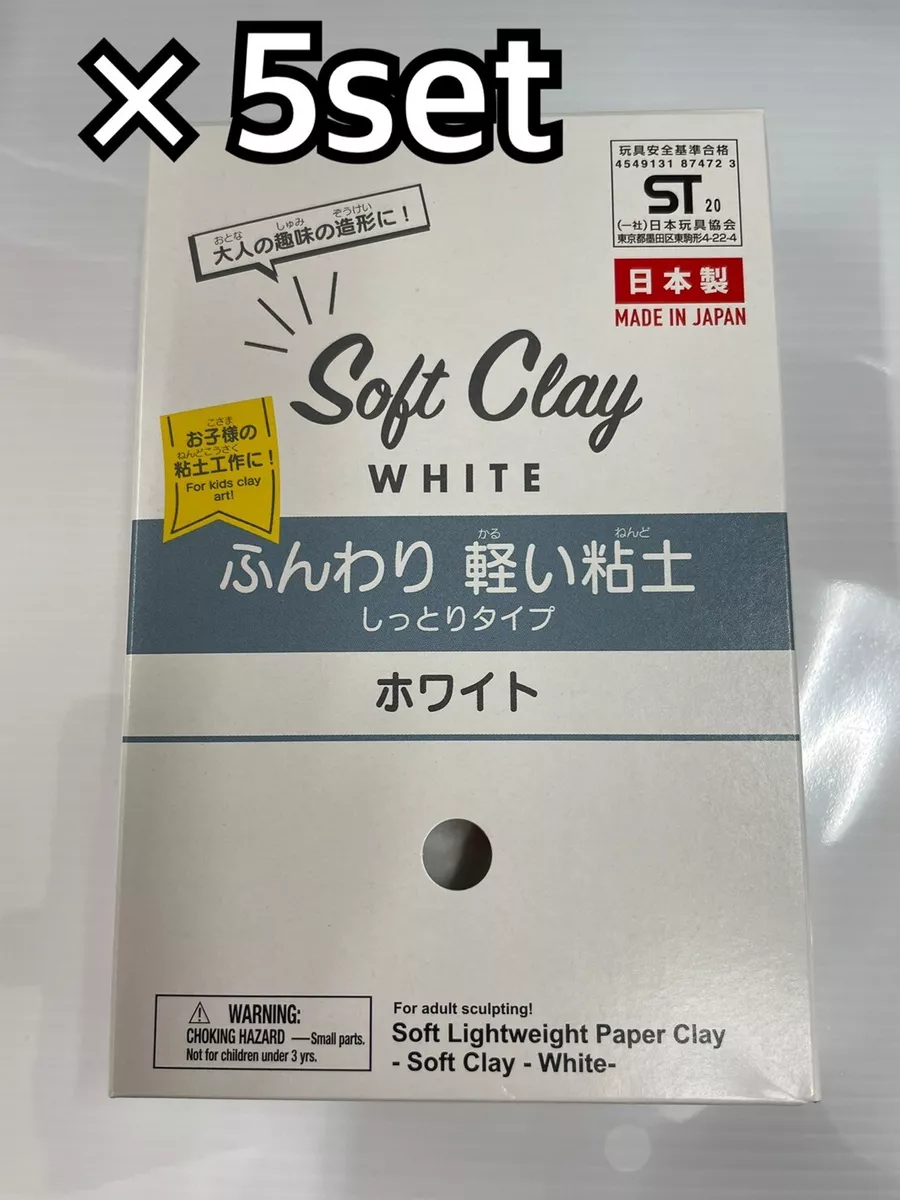 × 5set
玩具安全基準合格
4549131 87472 3
ST 20
(一社)日本玩具協会
東京都墨田区東駒形4-22-4
日本製
MADE IN JAPAN
おとな しゅみ ぞうけい
大人の趣味の造形に！
Soft Clay
WHITE
こさま
お子様の
ねんどこうさく
粘土工作に！
For kids clay
art!
かる ねんど
ふんわり 軽い粘土
しっとりタイプ
ホワイト
WARNING:
CHOKING HAZARD —Small parts.
Not for children under 3 yrs.
For adult sculpting!
Soft Lightweight Paper Clay
- Soft Clay - White-